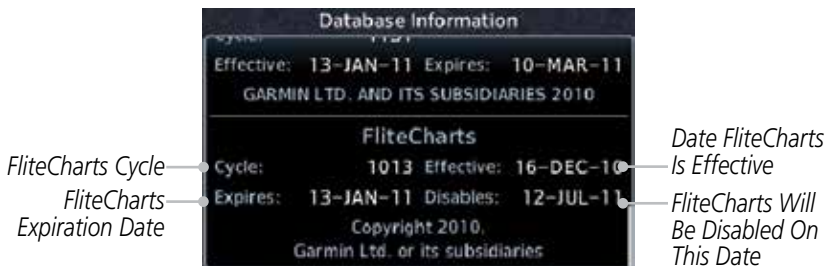 Database Information
Effective: 13-JAN-11 Expires: 10-MAR-11
GARMIN LTD. AND ITS SUBSIDIARIES 2010
FliteCharts
Cycle: 1013 Effective: 16-DEC-10
Expires: 13-JAN-11 Disables: 12-JUL-11
Copyright 2010.
Garmin Ltd. or its subsidiaries
FliteCharts Cycle
FliteCharts
Expiration Date
Date FliteCharts
Is Effective
FliteCharts Will
Be Disabled On
This Date